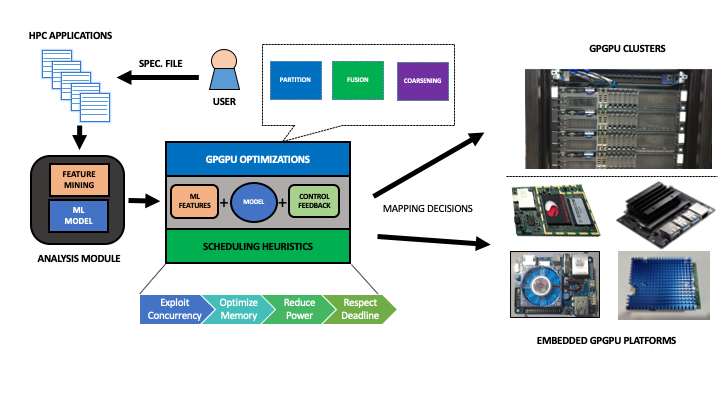 HPC APPLICATIONS
SPEC. FILE
USER
PARTITION
FUSION
COARSENING
GPGPU CLUSTERS
FEATURE
MINING
ML
MODEL
ANALYSIS MODULE
GPGPU OPTIMIZATIONS
ML
FEATURES
+
MODEL
+
CONTROL
FEEDBACK
SCHEDULING HEURISTICS
MAPPING DECISIONS
Exploit
Concurrency
Optimize
Memory
Reduce
Power
Respect
Deadline
EMBEDDED GPGPU PLATFORMS